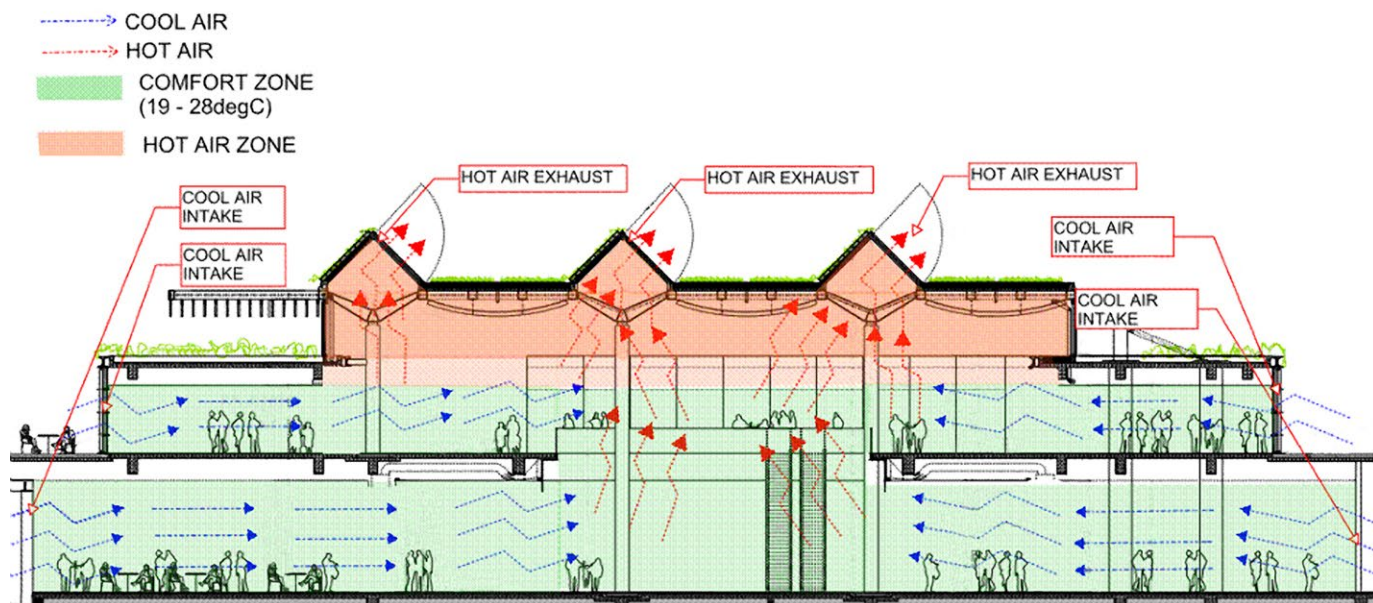 COOL AIR
HOT AIR
COMFORT ZONE
(19 - 28degC)
HOT AIR ZONE
HOT AIR EXHAUST
HOT AIR EXHAUST
HOT AIR EXHAUST
COOL AIR
INTAKE
COOL AIR
INTAKE
COOL AIR
INTAKE
COOL AIR
INTAKE